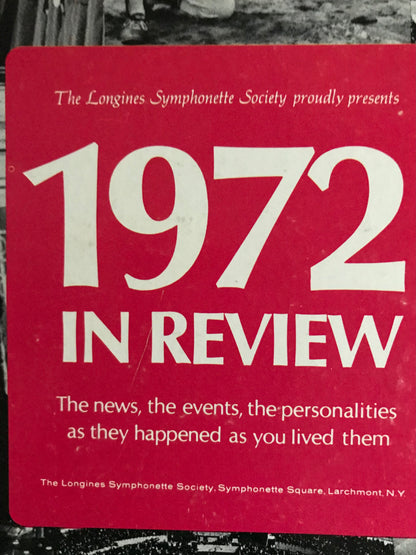 The Longines Symphonette Society proudly presents
1972
IN REVIEW
The news, the events, the personalities
as they happened as you lived them
The Longines Symphonette Society, Symphonette Square, Larchmont, N.Y.